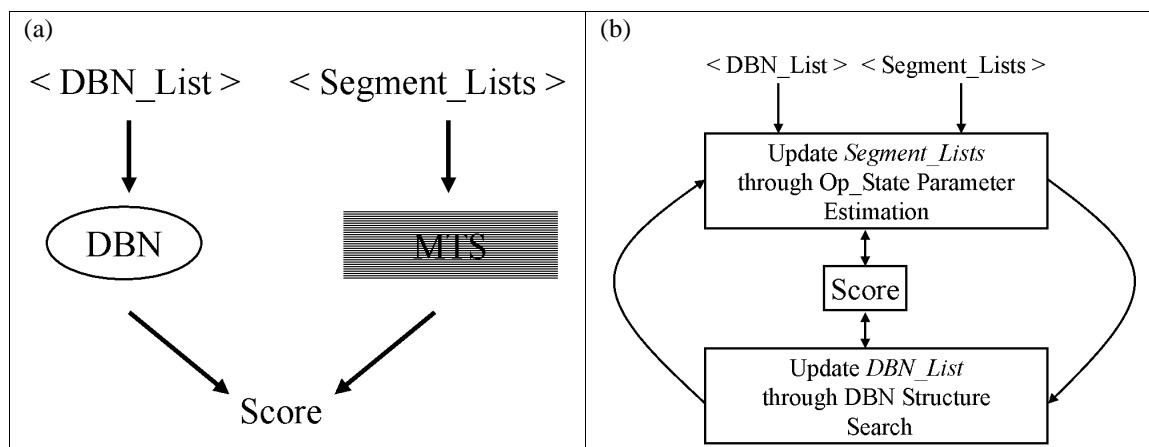 (a)
< DBN_List >
< Segment_Lists >
DBN
MTS
Score
(b)
< DBN_List >
< Segment_Lists >
Update Segment_Lists
through Op_State Parameter
Estimation
Score
Update DBN_List
through DBN Structure
Search